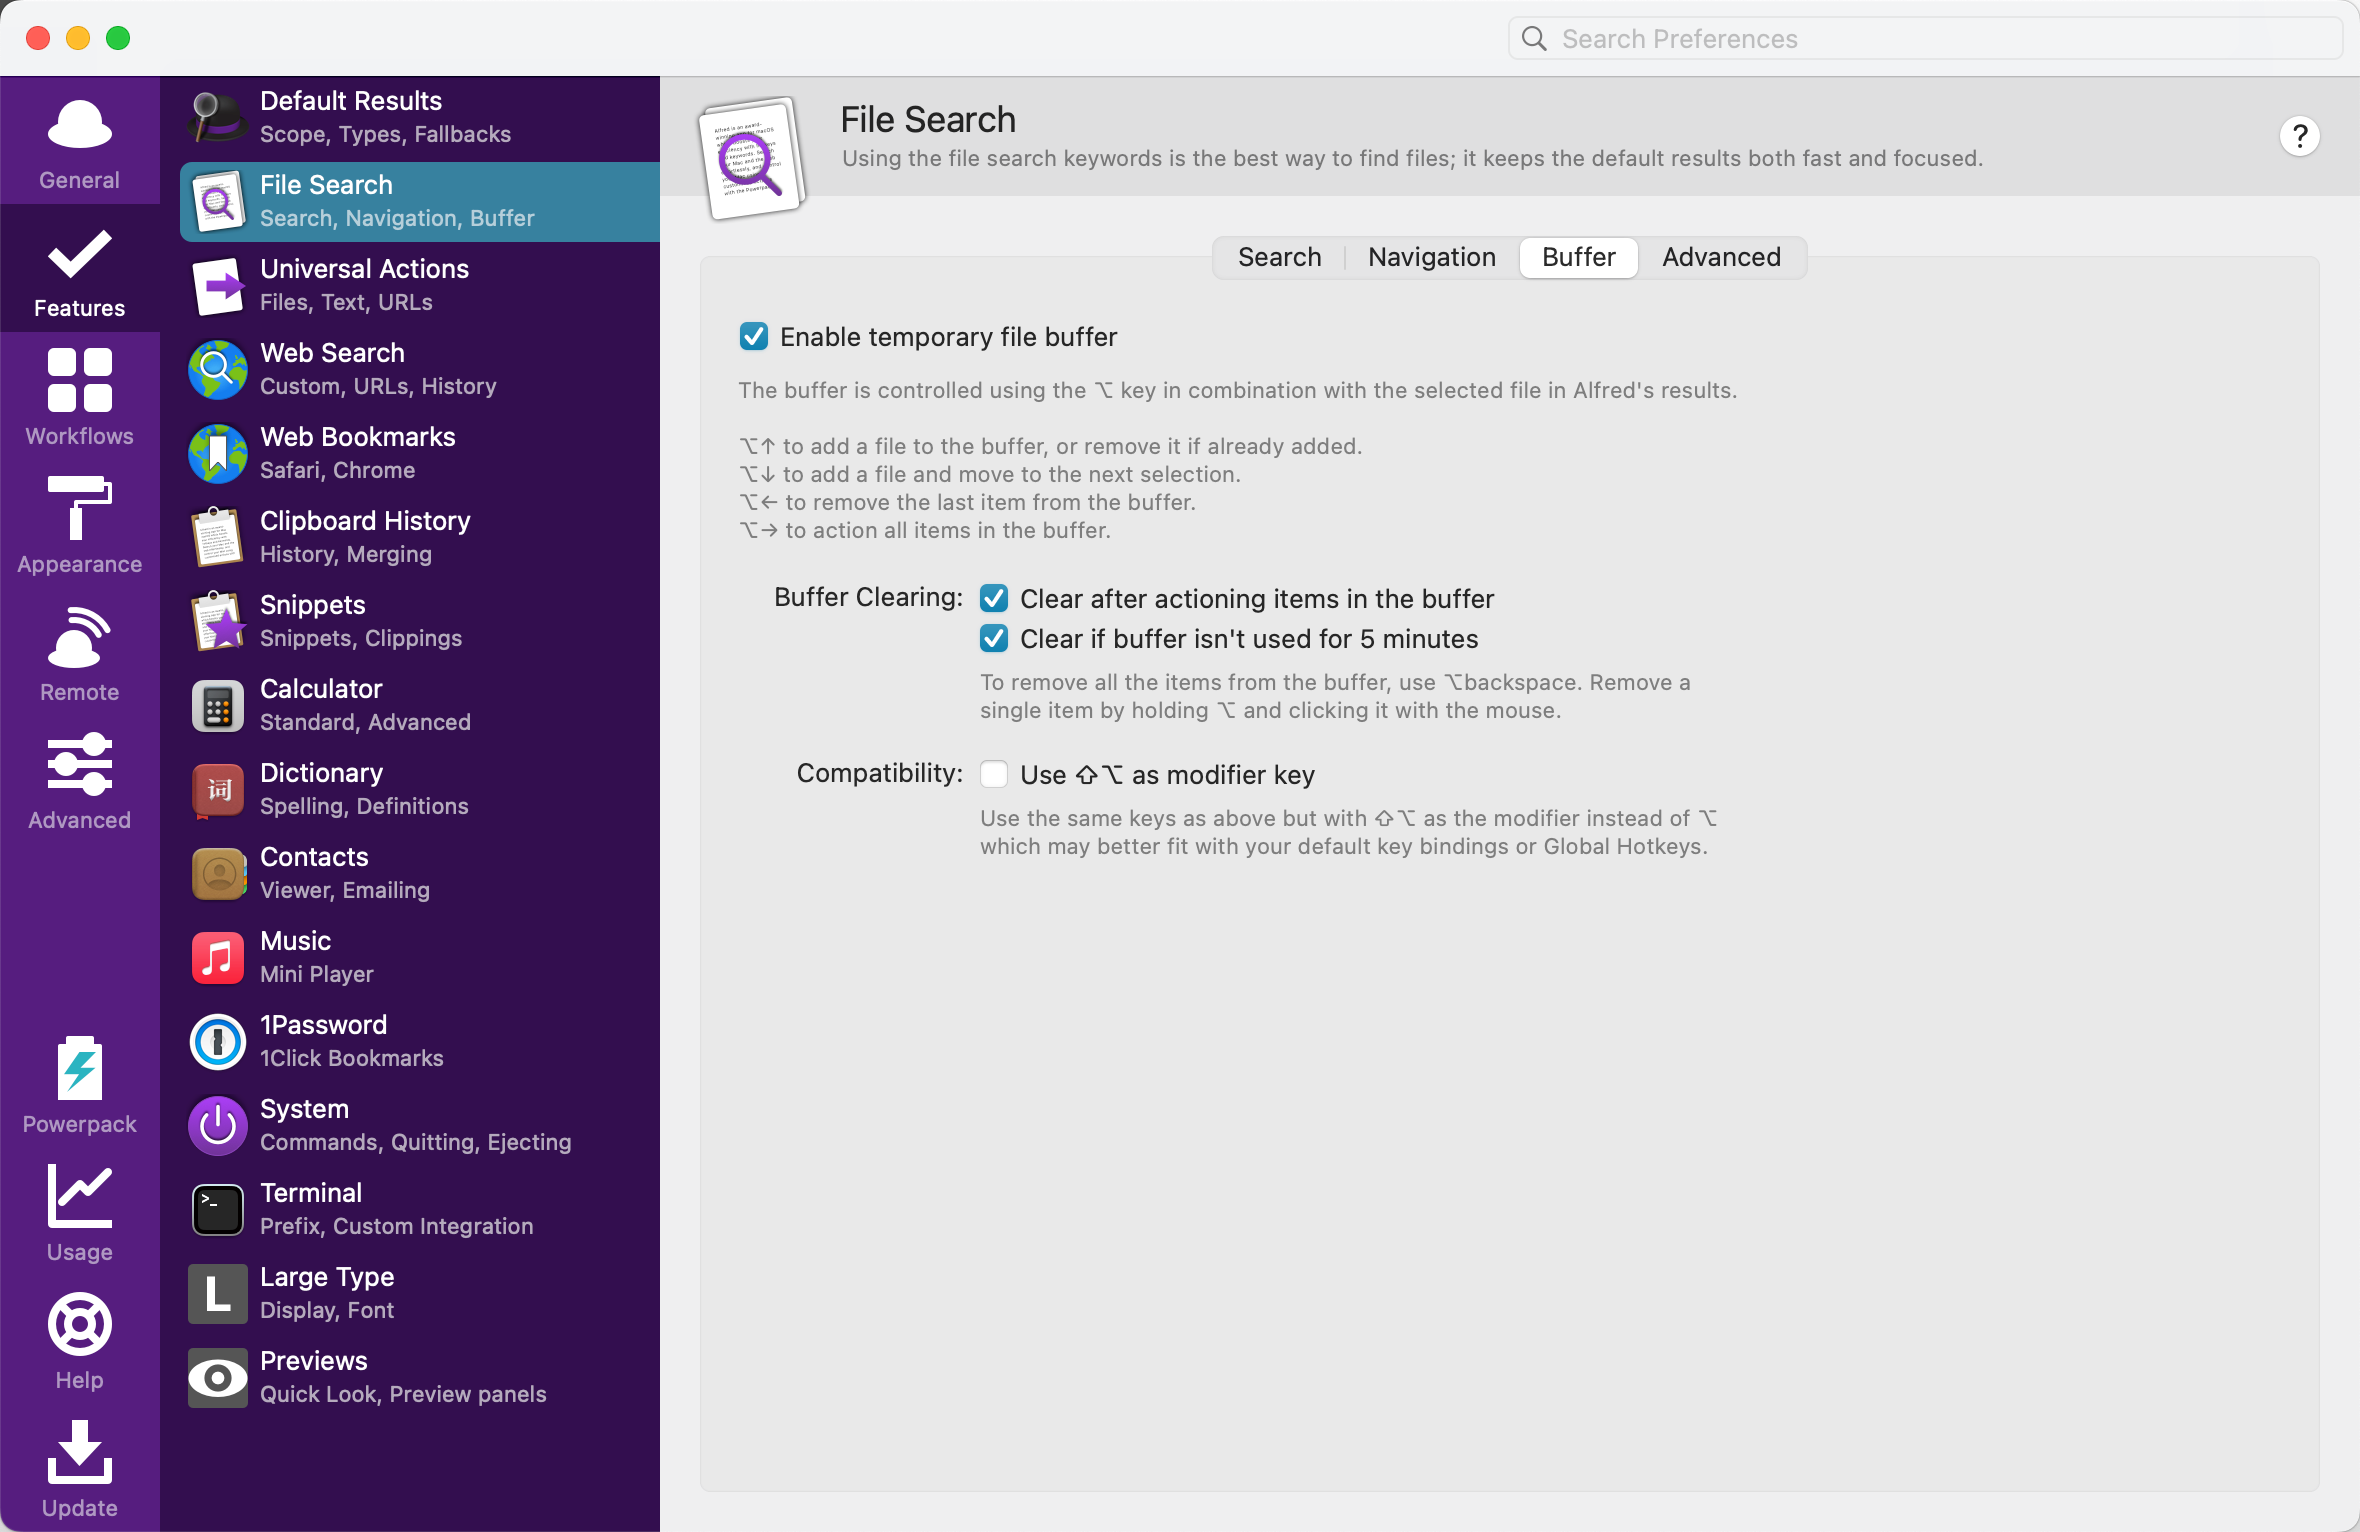 Search Preferences
General
Features
Workflows
Appearance
Remote
Advanced
Powerpack
Usage
Help
Update
Default Results
Scope, Types, Fallbacks
File Search
Search, Navigation, Buffer
Universal Actions
Files, Text, URLs
Web Search
Custom, URLs, History
Web Bookmarks
Safari, Chrome
Clipboard History
History, Merging
Snippets
Snippets, Clippings
Calculator
Standard, Advanced
词
Dictionary
Spelling, Definitions
Contacts
Viewer, Emailing
Music
Mini Player
1Password
1Click Bookmarks
System
Commands, Quitting, Ejecting
>_
Terminal
Prefix, Custom Integration
L
Large Type
Display, Font
Previews
Quick Look, Preview panels
File Search
Using the file search keywords is the best way to find files; it keeps the default results both fast and focused.
?
Search
Navigation
Buffer
Advanced
Enable temporary file buffer
The buffer is controlled using the ⌥ key in combination with the selected file in Alfred's results.
⌥↑ to add a file to the buffer, or remove it if already added.
⌥↓ to add a file and move to the next selection.
⌥← to remove the last item from the buffer.
⌥→ to action all items in the buffer.
Buffer Clearing:
Clear after actioning items in the buffer
Clear if buffer isn't used for 5 minutes
To remove all the items from the buffer, use ⌥backspace. Remove a
single item by holding ⌥ and clicking it with the mouse.
Compatibility:
Use ⇧⌥ as modifier key
Use the same keys as above but with ⇧⌥ as the modifier instead of ⌥
which may better fit with your default key bindings or Global Hotkeys.